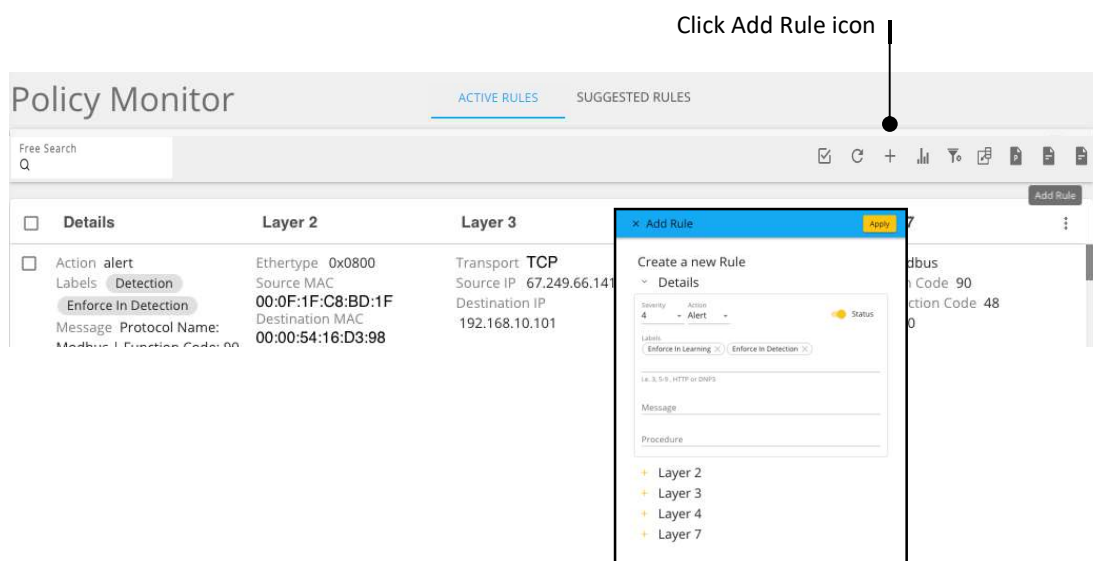 Click Add Rule icon
Policy Monitor
ACTIVE RULES SUGGESTED RULES
Free Search
Add Rule
Details Layer 2 Layer 3 7
Action alert
Labels Detection
Enforce In Detection
Message Protocol Name:
Modbus | Function Code: 90
Ethertype 0x0800
Source MAC
00:0F:1F:C8:BD:1F
Destination MAC
00:00:54:16:D3:98
Transport TCP
Source IP 67.249.66.141
Destination IP
192.168.10.101
dbus
Code 90
ction Code 48
0
× Add Rule Apply
Create a new Rule
Details
Severity Action
4 Alert Status
Labels
Enforce In Learning Enforce In Detection
i.e. 3, 5-9 , HTTP or DNP3
Message
Procedure
+ Layer 2
+ Layer 3
+ Layer 4
+ Layer 7